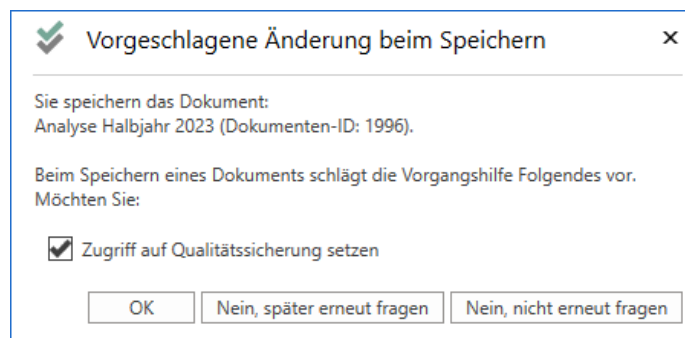 Vorgeschlagene Änderung beim Speichern
Sie speichern das Dokument:
Analyse Halbjahr 2023 (Dokumenten-ID: 1996).
Beim Speichern eines Dokuments schlägt die Vorgangshilfe Folgendes vor.
Möchten Sie:
Zugriff auf Qualitätssicherung setzen
OK
Nein, später erneut fragen
Nein, nicht erneut fragen